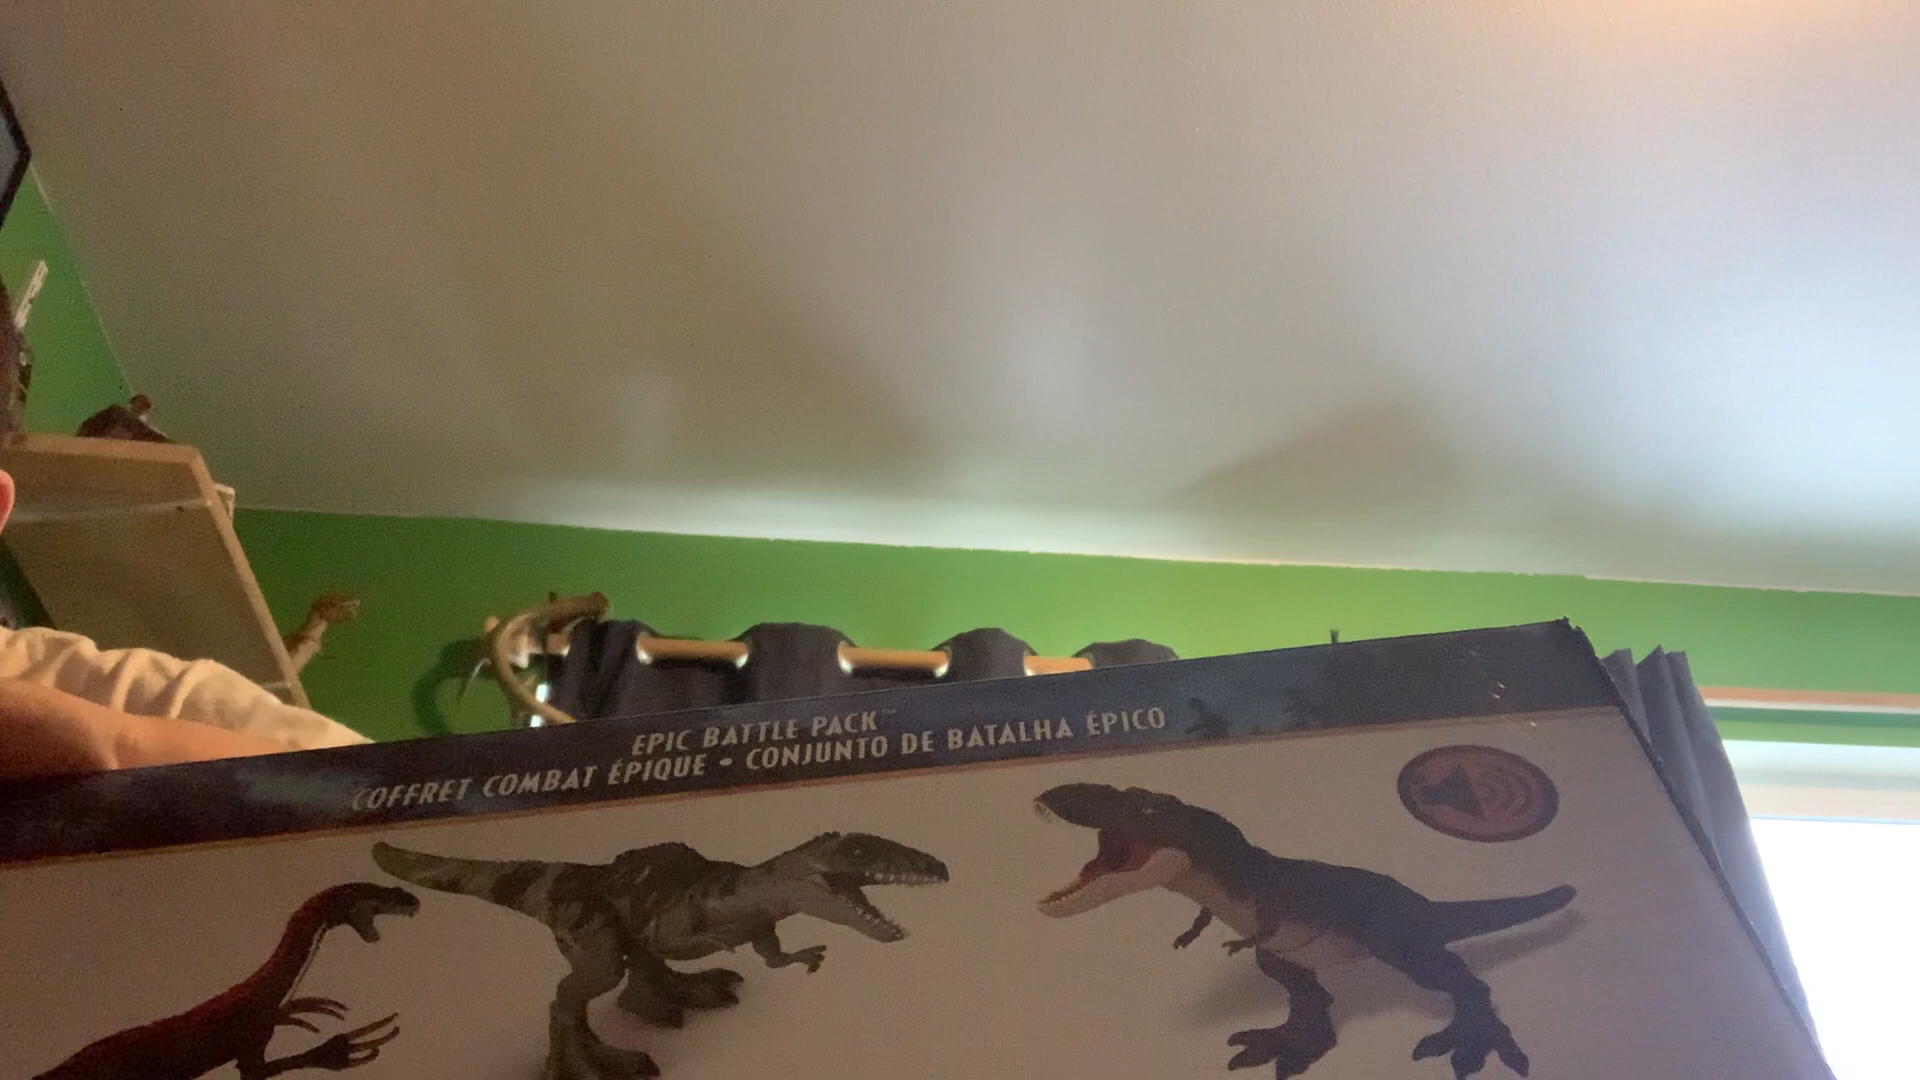 EPIC BATTLE PACK™
COFFRET COMBAT ÉPIQUE • CONJUNTO DE BATALHA ÉPICO